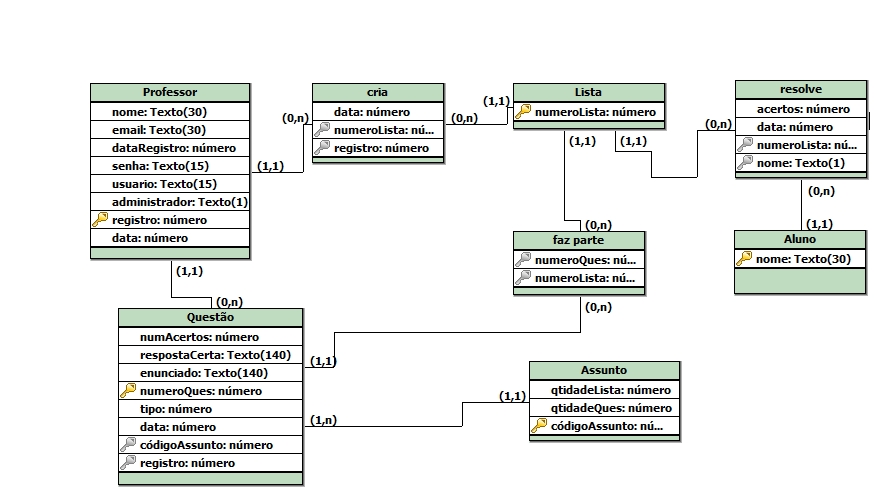 Professor
nome: Texto(30)
email: Texto(30)
dataRegistro: número
senha: Texto(15)
usuario: Texto(15)
administrador: Texto(1)
registro: número
data: número
(1,1)
(0,n)
cria
data: número
numeroLista: nú...
registro: número
(0,n)
(1,1)
Lista
numeroLista: número
(1,1)
(1,1)
(0,n)
resolve
acertos: número
data: número
numeroLista: nú...
nome: Texto(1)
(0,n)
(1,1)
Aluno
nome: Texto(30)
(0,n)
faz parte
numeroQues: nú...
numeroLista: nú...
(0,n)
(1,1)
(0,n)
Questão
numAcertos: número
respostaCerta: Texto(140)
enunciado: Texto(140)
numeroQues: número
tipo: número
data: número
códigoAssunto: número
registro: número
(1,1)
(1,n)
(1,1)
Assunto
qtidadeLista: número
qtidadeQues: número
códigoAssunto: nú...